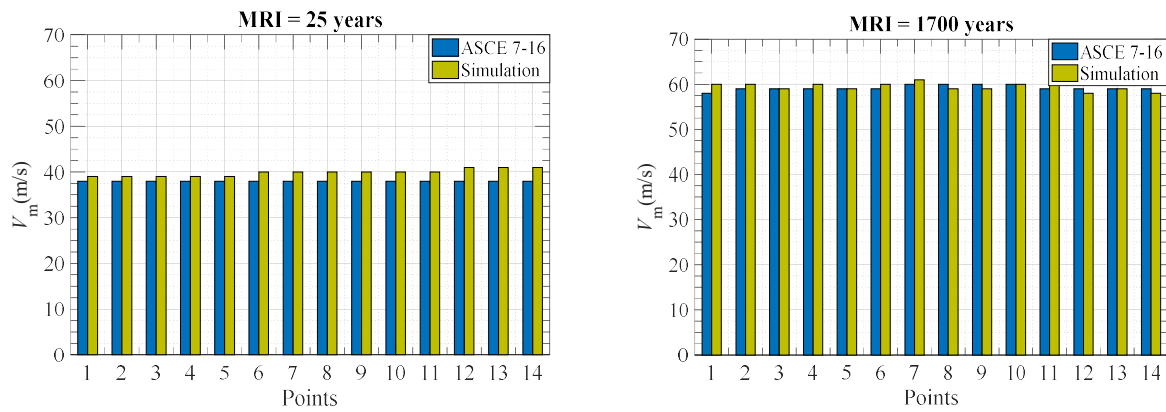 MRI = 25 years
70
60
50
40
30
20
10
0
V_m(m/s)
ASCE 7-16
Simulation
1 2 3 4 5 6 7 8 9 10 11 12 13 14
Points
MRI = 1700 years
70
60
50
40
30
20
10
0
V_m(m/s)
ASCE 7-16
Simulation
1 2 3 4 5 6 7 8 9 10 11 12 13 14
Points